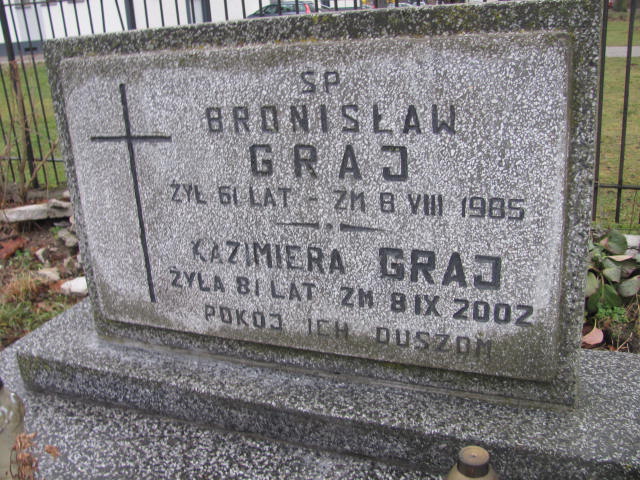 SP
BRONISŁAW
GRAJ
ŻYŁ 61 LAT - ZM 8 VIII 1985
KAZIMIERA GRAJ
ŻYŁA 81 LAT ZM 8 IX 2002
POKOJ ICH DUSZOM